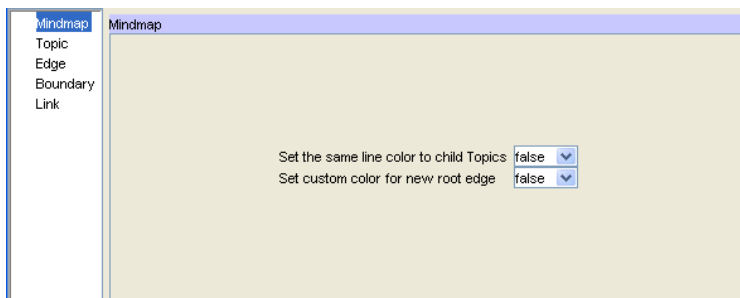 Mindmap
Topic
Edge
Boundary
Link
Mindmap
Set the same line color to child Topics false
Set custom color for new root edge false